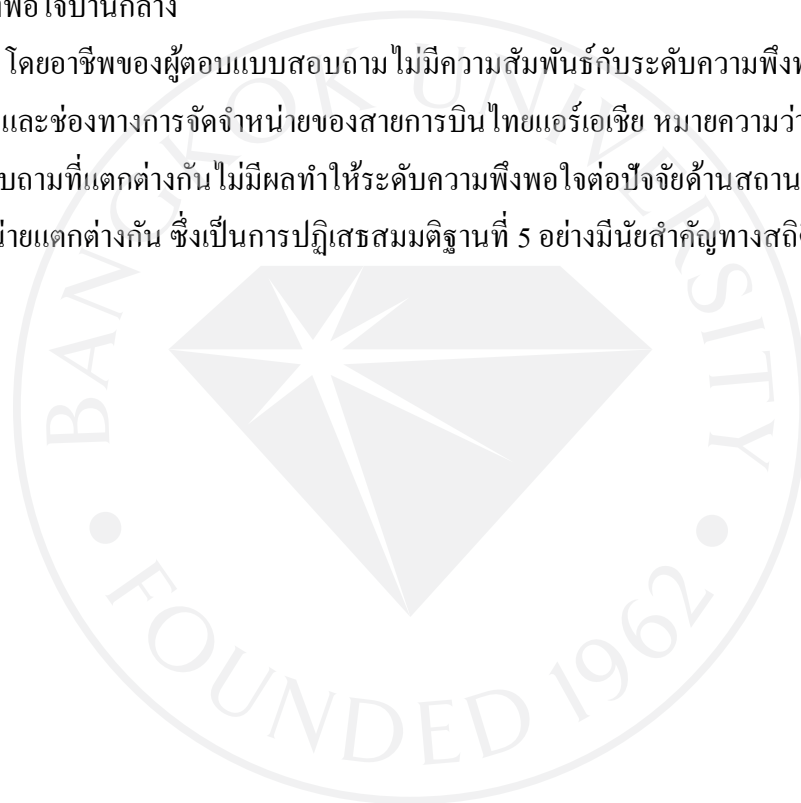 พอใจปานกลาง
โดยอาชีพของผู้ตอบแบบสอบถามไม่มีความสัมพันธ์กับระดับความพึงพ
และช่องทางการจัดจำหน่ายของสายการบินไทยแอร์เอเชีย หมายความว่า
บถามที่แตกต่างกันไม่มีผลทำให้ระดับความพึงพอใจต่อปัจจัยด้านสถาน
น่ายแตกต่างกัน ซึ่งเป็นการปฏิเสธสมมติฐานที่ 5 อย่างมีนัยสำคัญทางสถิ
BANGKOK UNIVERSITY
FOUNDED 1962